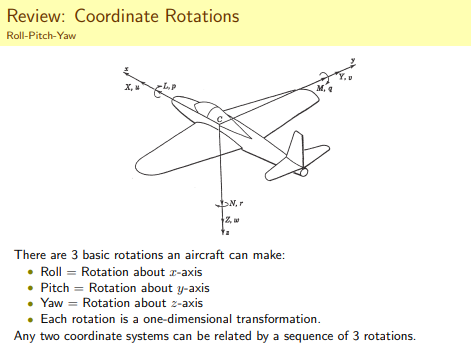 Review: Coordinate Rotations
Roll-Pitch-Yaw
x
y
X, u
L, p
Y, v
M, q
C
N, r
Z, w
z
There are 3 basic rotations an aircraft can make:
• Roll = Rotation about x-axis
• Pitch = Rotation about y-axis
• Yaw = Rotation about z-axis
• Each rotation is a one-dimensional transformation.
Any two coordinate systems can be related by a sequence of 3 rotations.